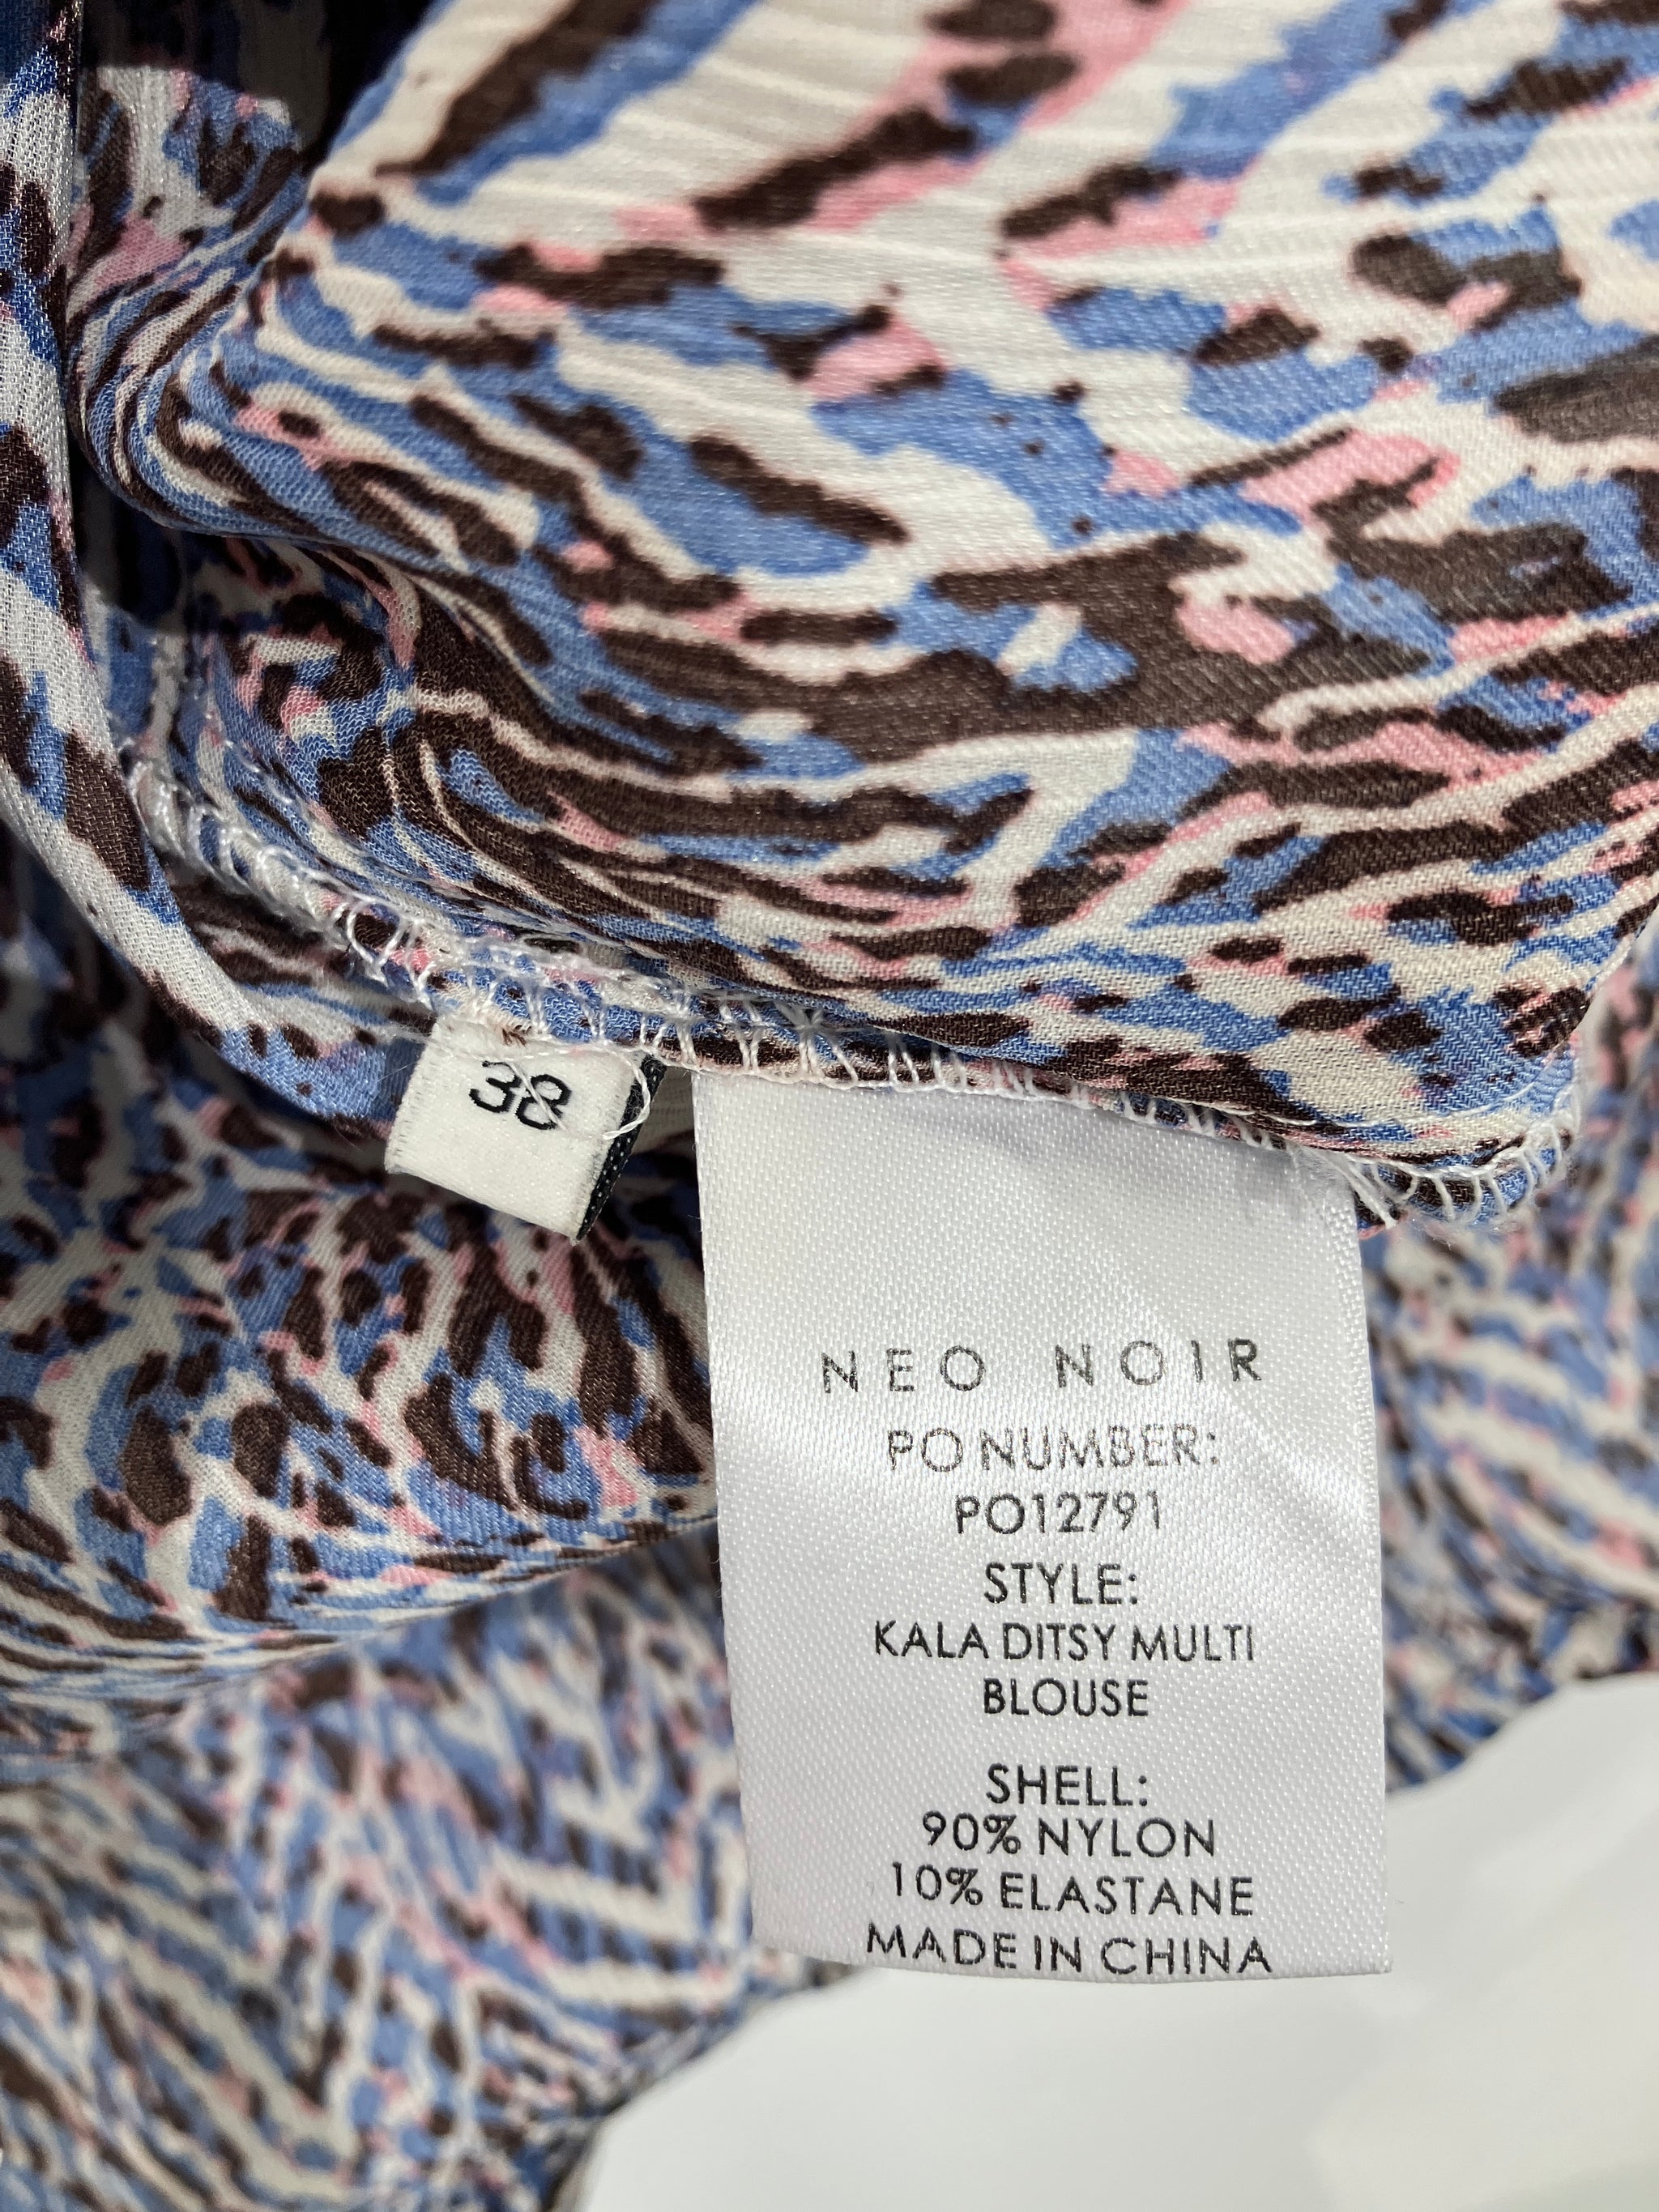 38
NEO NOIR
PO NUMBER:
PO12791
STYLE:
KALA DITSY MULTI
BLOUSE
SHELL:
90% NYLON
10% ELASTANE
MADE IN CHINA